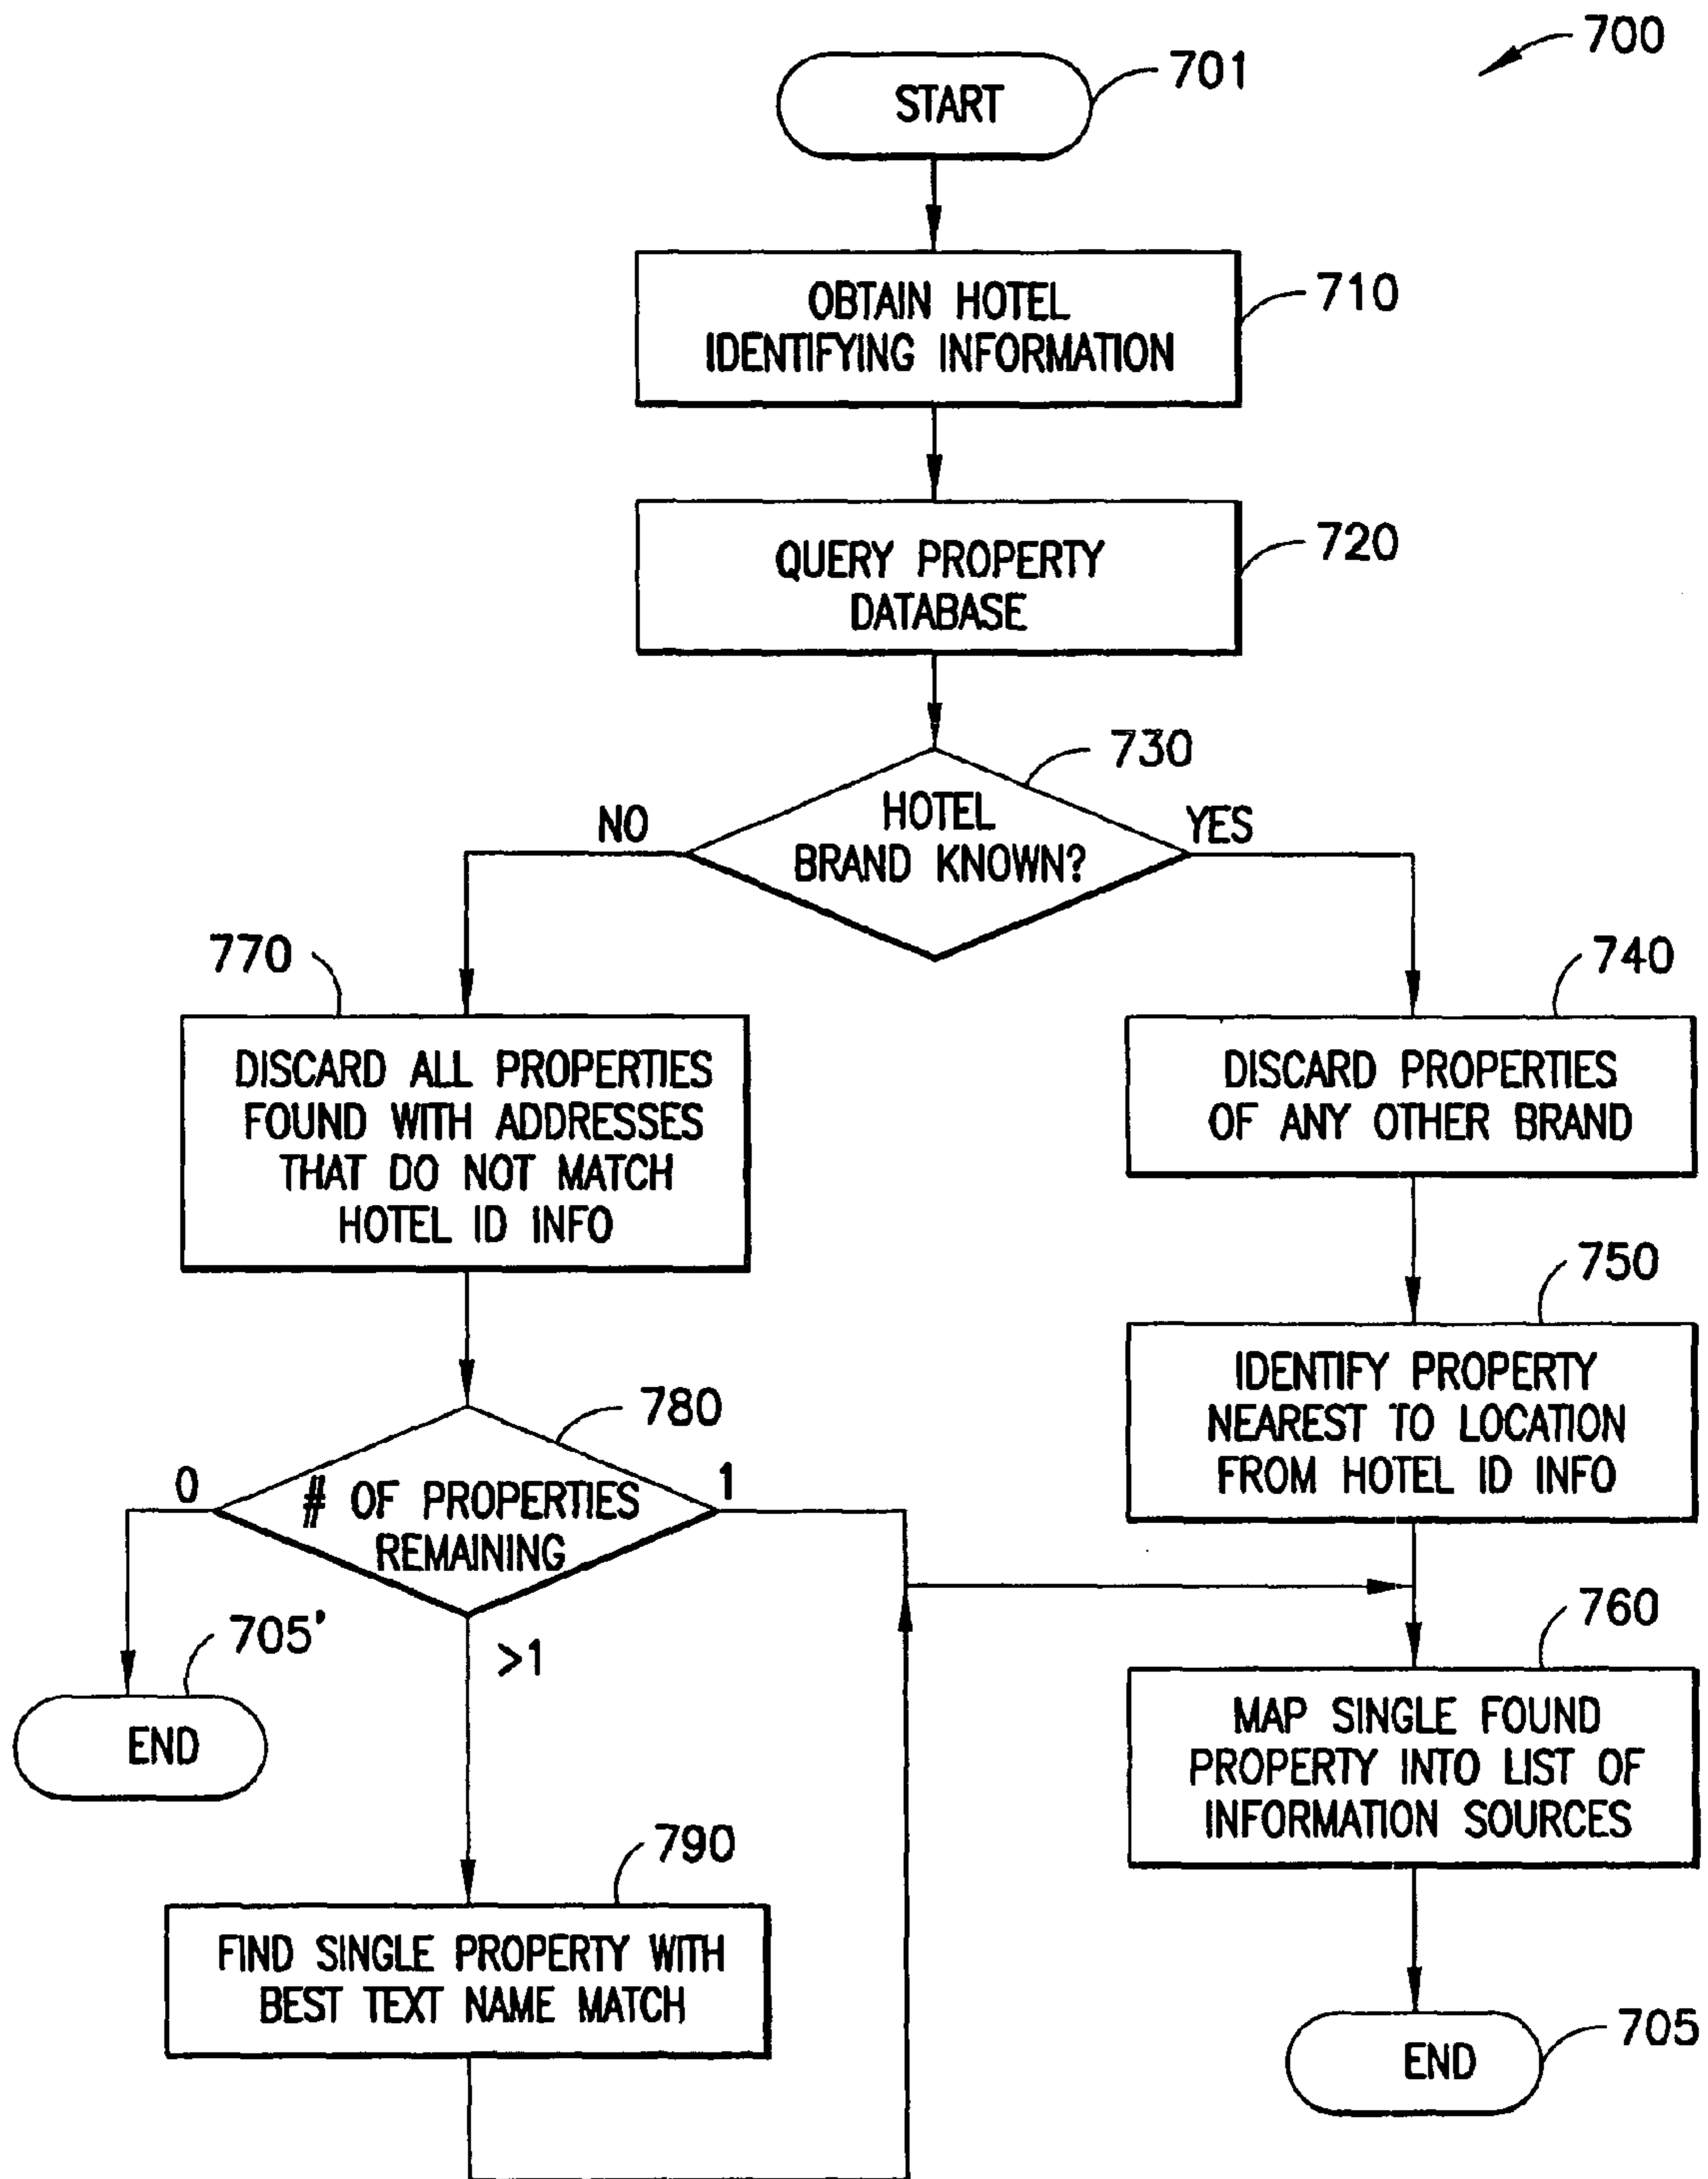 700
701
START
710
OBTAIN HOTEL
IDENTIFYING INFORMATION
720
QUERY PROPERTY
DATABASE
730
HOTEL
BRAND KNOWN?
NO
YES
770
DISCARD ALL PROPERTIES
FOUND WITH ADDRESSES
THAT DO NOT MATCH
HOTEL ID INFO
740
DISCARD PROPERTIES
OF ANY OTHER BRAND
750
IDENTIFY PROPERTY
NEAREST TO LOCATION
FROM HOTEL ID INFO
780
# OF PROPERTIES
REMAINING
0
1
>1
705'
END
760
MAP SINGLE FOUND
PROPERTY INTO LIST OF
INFORMATION SOURCES
790
FIND SINGLE PROPERTY WITH
BEST TEXT NAME MATCH
705
END